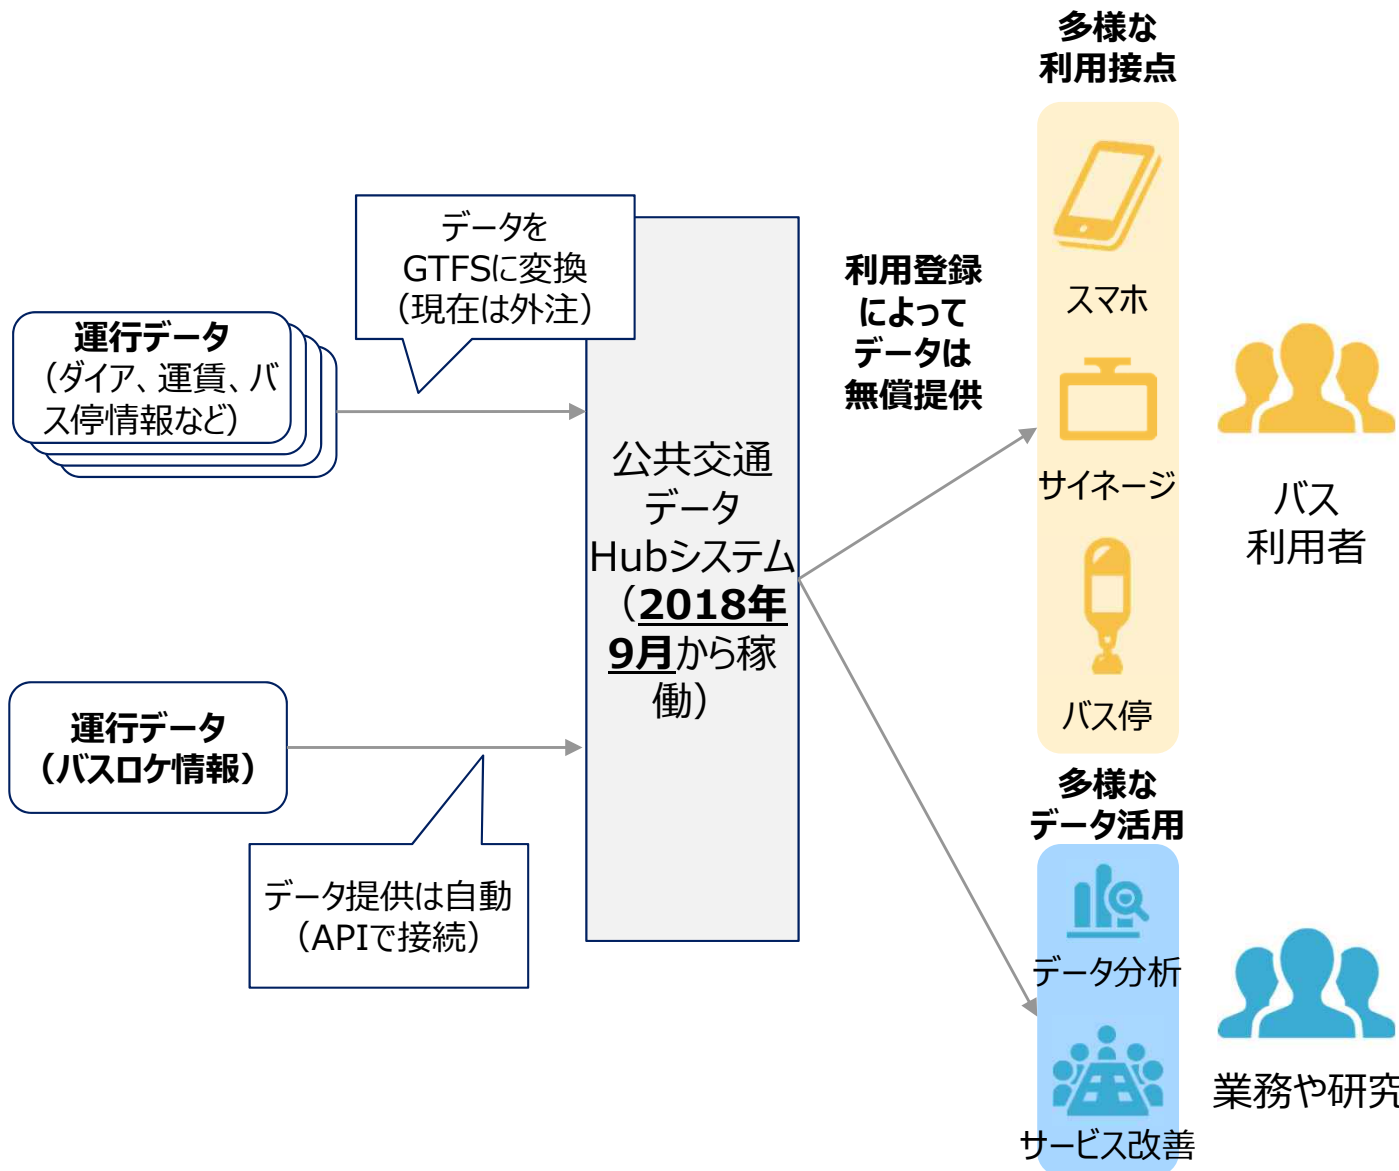 多様な
利用接点
データを
GTFSに変換
（現在は外注）
運行データ
（ダイア、運賃、バ
ス停情報など）
利用登録
によって
データは
無償提供
スマホ
サイネージ
バス停
バス
利用者
公共交通
データ
Hubシステム
（2018年
9月から稼
働）
運行データ
（バスロケ情報）
データ提供は自動
（APIで接続）
多様な
データ活用
データ分析
サービス改善
業務や研究